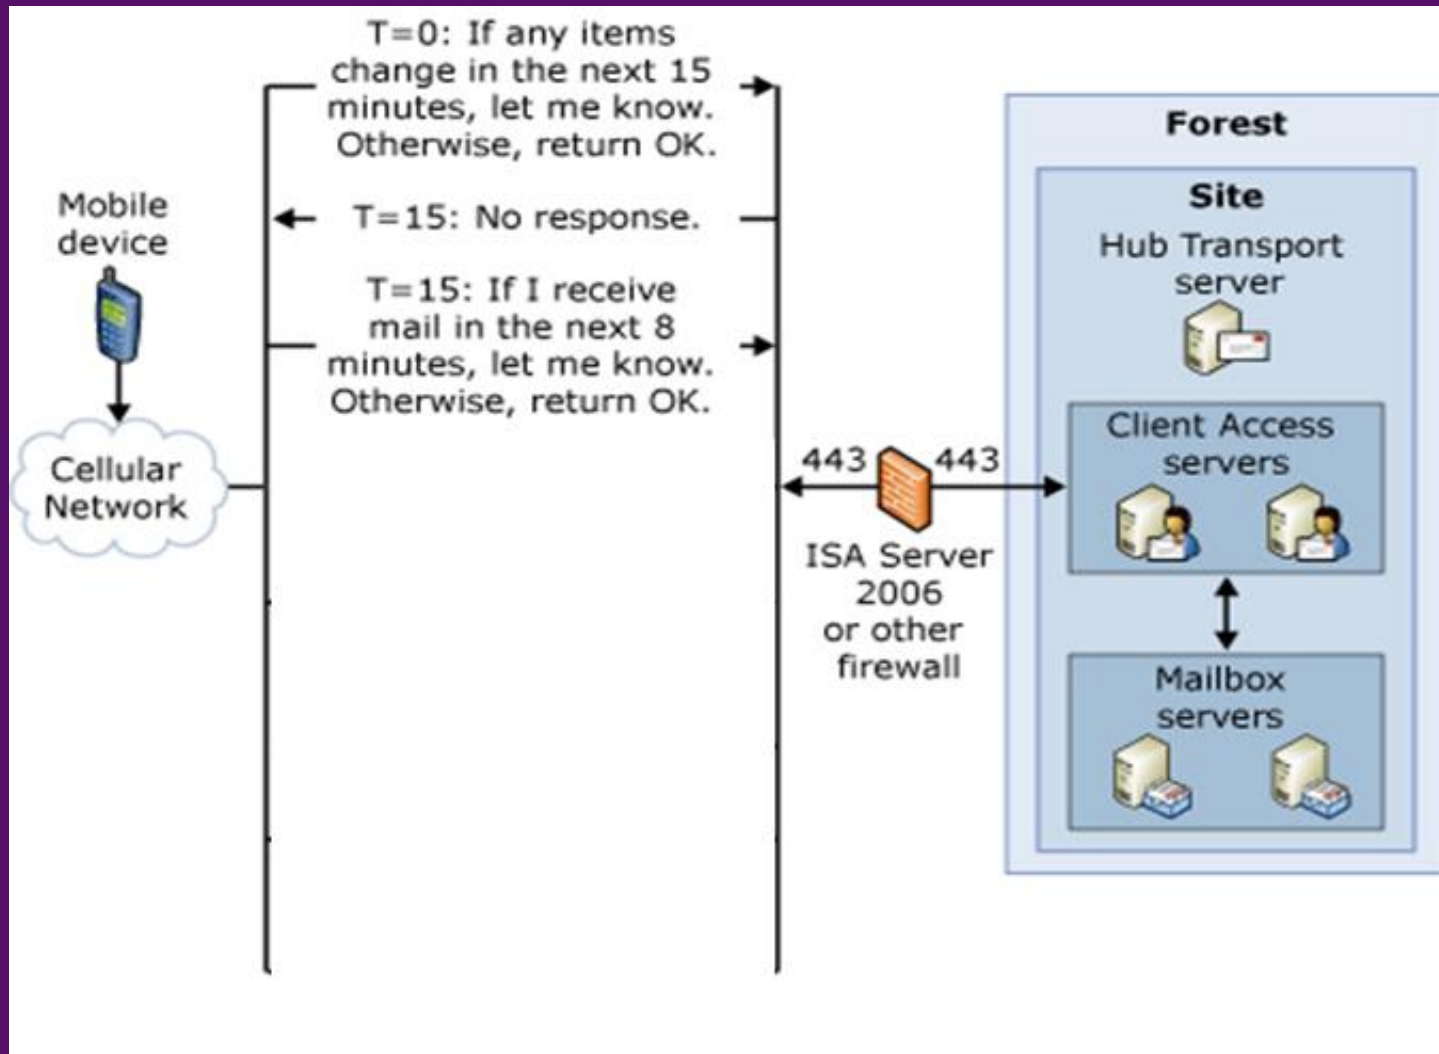 T=0: If any items
change in the next 15
minutes, let me know.
Otherwise, return OK.
T=15: No response.
T=15: If I receive
mail in the next 8
minutes, let me know.
Otherwise, return OK.
Mobile
device
Cellular
Network
443
443
ISA Server
2006
or other
firewall
Forest
Site
Hub Transport
server
Client Access
servers
Mailbox
servers